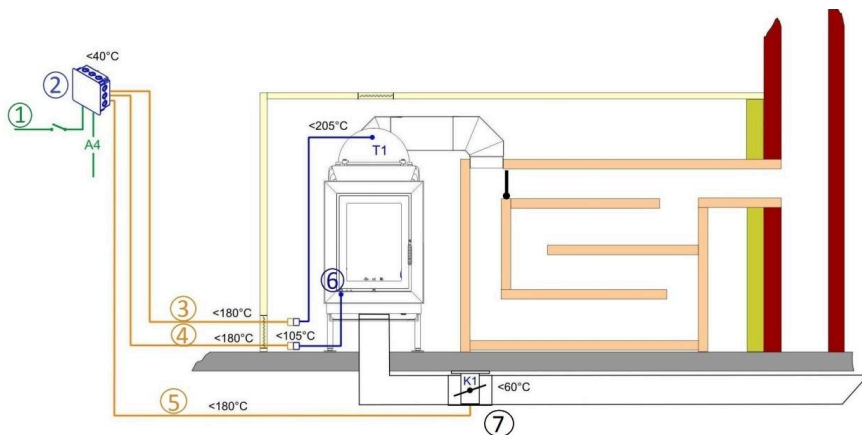 <40°C
②
①
A4
<205°C
T1
⑥
③ <180°C
④ <180°C <105°C
K1 <60°C
⑤ <180°C
⑦